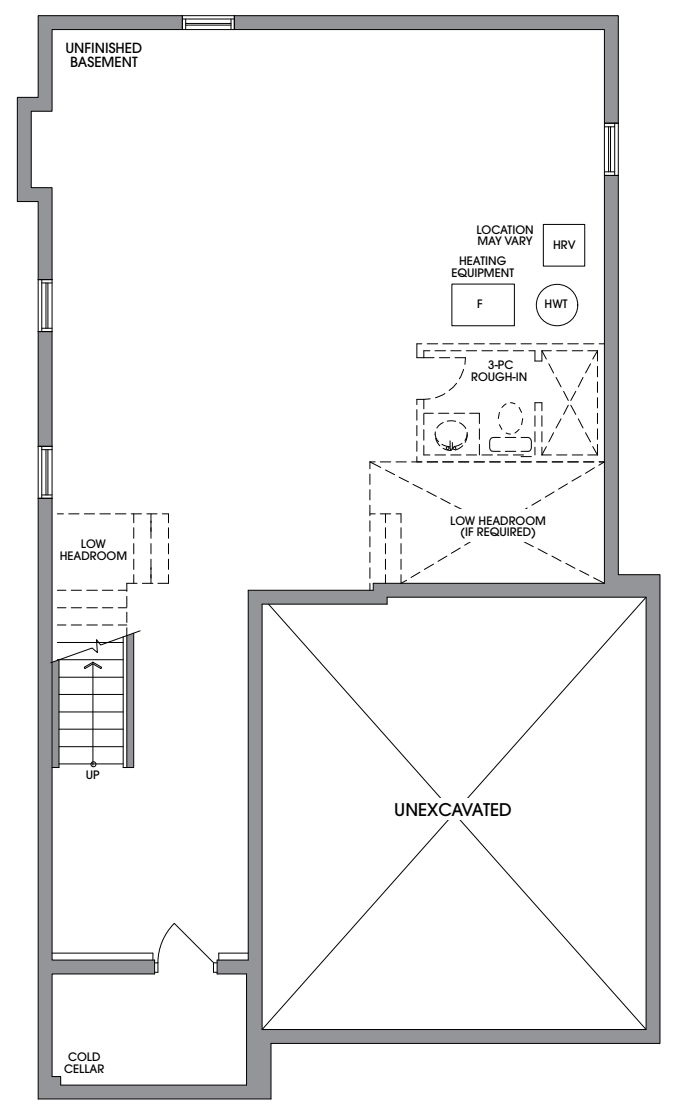 UNFINISHED
BASEMENT
LOCATION
MAY VARY
HRV
HEATING
EQUIPMENT
F
HWT
3-PC
ROUGH-IN
LOW HEADROOM
(IF REQUIRED)
LOW
HEADROOM
UP
UNEXCAVATED
COLD
CELLAR